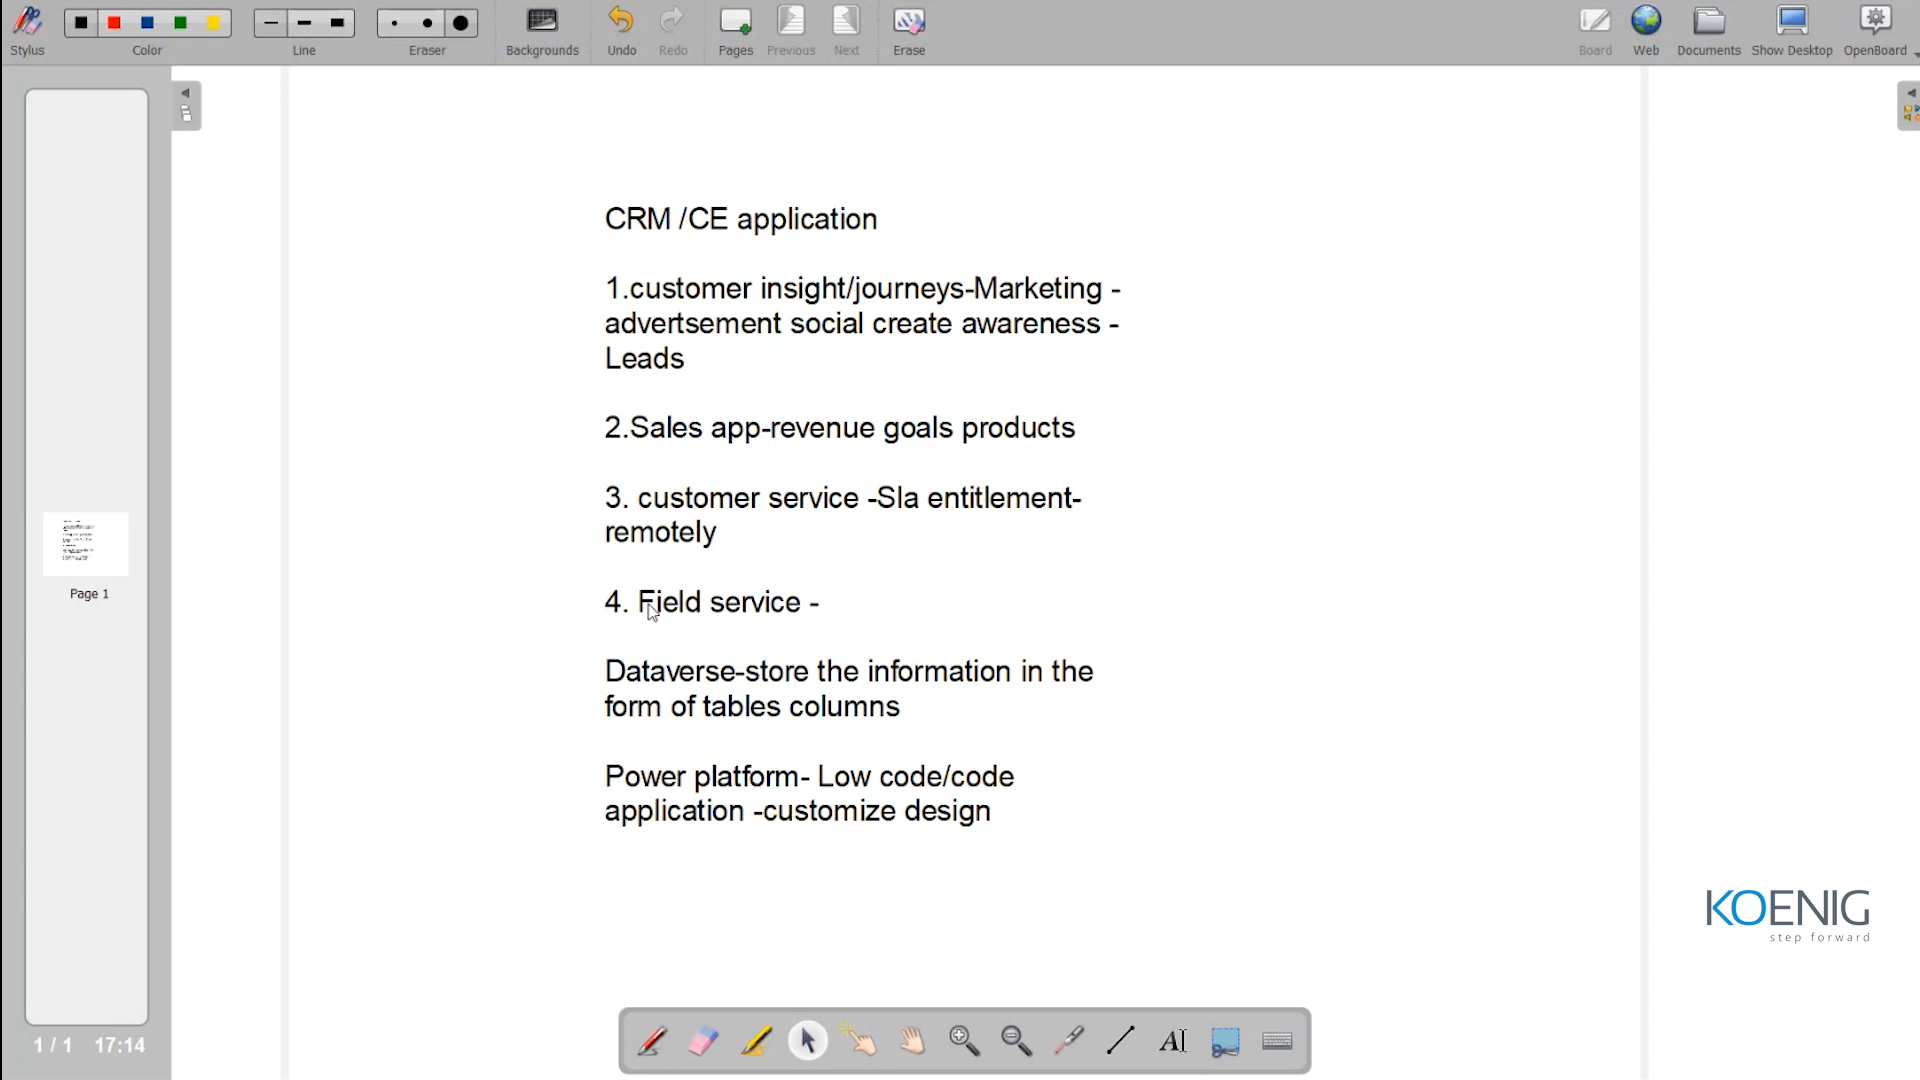 Stylus
Color
Line
Eraser
Backgrounds
Undo
Redo
Pages
Previous
Next
Erase
Board
Web
Documents
Show Desktop
OpenBoard
CRM /CE application
1.customer insight/journeys-Marketing -
advertsement social create awareness -
Leads
2.Sales app-revenue goals products
3. customer service -Sla entitlement-
remotely
4. Field service -
Dataverse-store the information in the
form of tables columns
Power platform- Low code/code
application -customize design
Page 1
KOENIG
step forward
1 / 1 17:14
AI